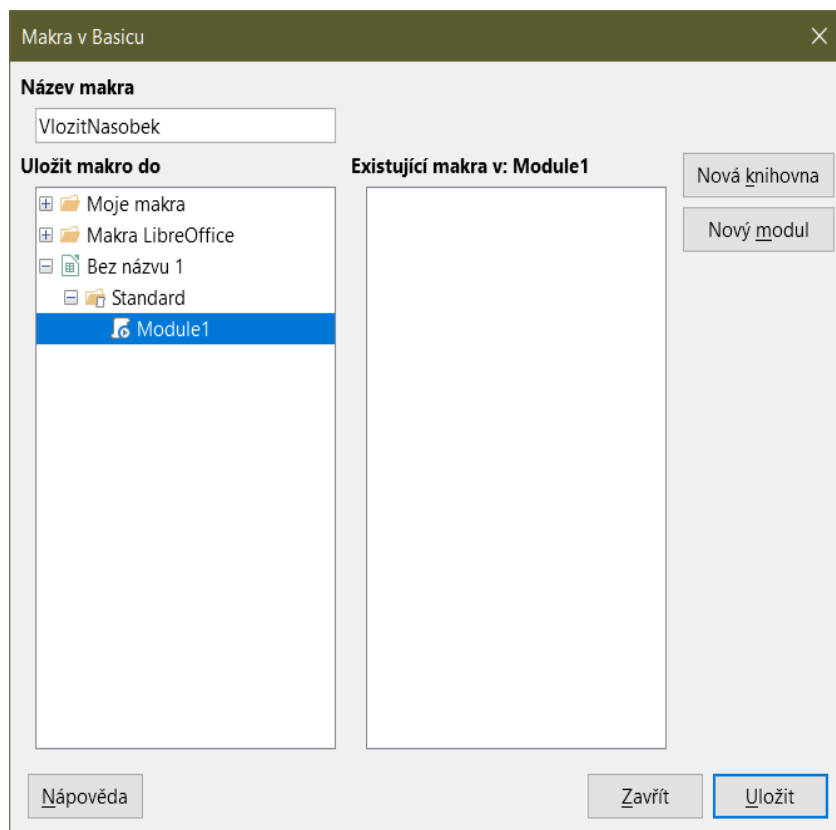 Makra v Basicu
Název makra
VlozitNasobek
Uložit makro do
Existující makra v: Module1
Moje makra
Makra LibreOffice
Bez názvu 1
Standard
Module1
Nová knihovna
Nový modul
Nápověda
Zavřít
Uložit